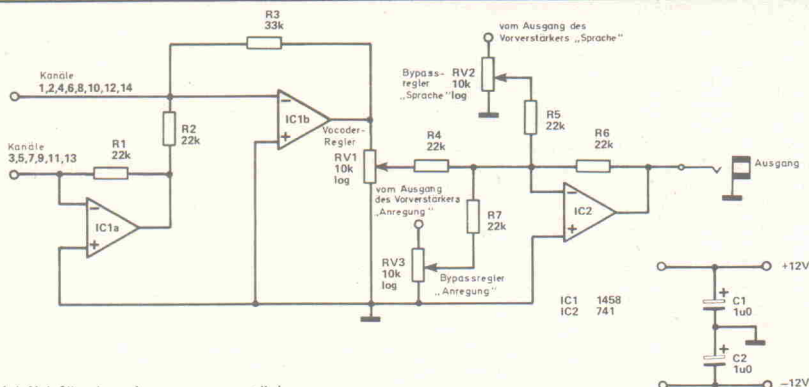 R3
33k
Kanäle
1,2,4,6,8,10,12,14
Kanäle
3,5,7,9,11,13
R1
22k
R2
22k
IC1a
IC1b
Vocoder-
Regler
RV1
10k
log
vom Ausgang des
Vorverstärkers „Sprache"
Bypass-
regler
„Sprache"
RV2
10k
log
R5
22k
R4
22k
R6
22k
vom Ausgang
des Vorverstärkers
„Anregung"
R7
22k
RV3
10k
log
Bypassregler
„Anregung"
IC2
Ausgang
IC1 1458
IC2 741
+12V
C1
1u0
C2
1u0
-12V